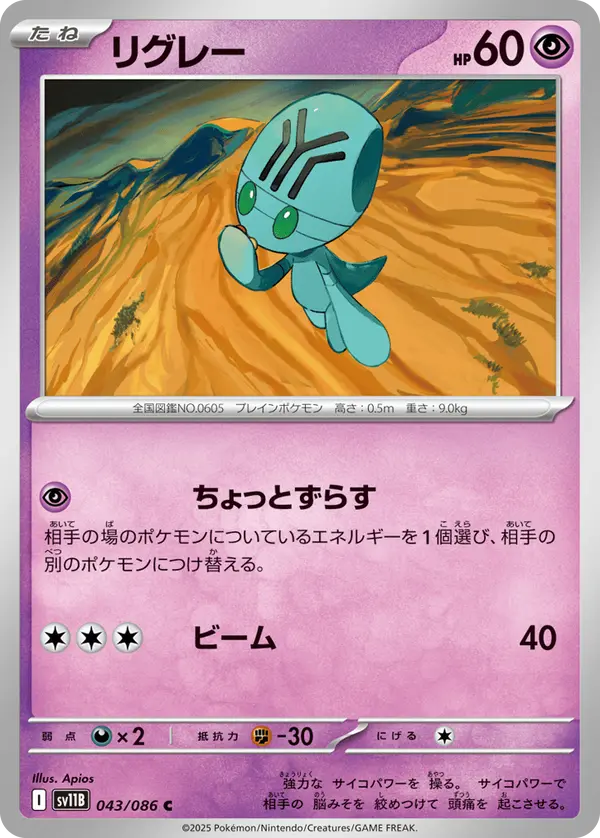 たね リグレー HP60
全国図鑑NO.0605 ブレインポケモン 高さ:0.5m 重さ:9.0kg
ちょっとずらす
相手の場のポケモンについているエネルギーを1個選び、相手の
別のポケモンにつけ替える。
ビーム 40
弱点 ×2 抵抗力 -30 にげる
Illus. Apios
I sv11B 043/086 C
強力な サイコパワーを 操る。 サイコパワーで
相手の 脳みそを 絞めつけて 頭痛を 起こさせる。
©2025 Pokémon/Nintendo/Creatures/GAME FREAK.